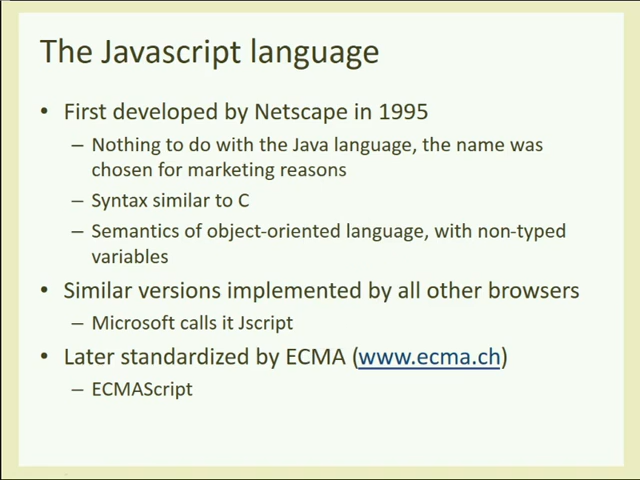 The Javascript language
• First developed by Netscape in 1995
– Nothing to do with the Java language, the name was
chosen for marketing reasons
– Syntax similar to C
– Semantics of object-oriented language, with non-typed
variables
• Similar versions implemented by all other browsers
– Microsoft calls it Jscript
• Later standardized by ECMA (www.ecma.ch)
– ECMAScript